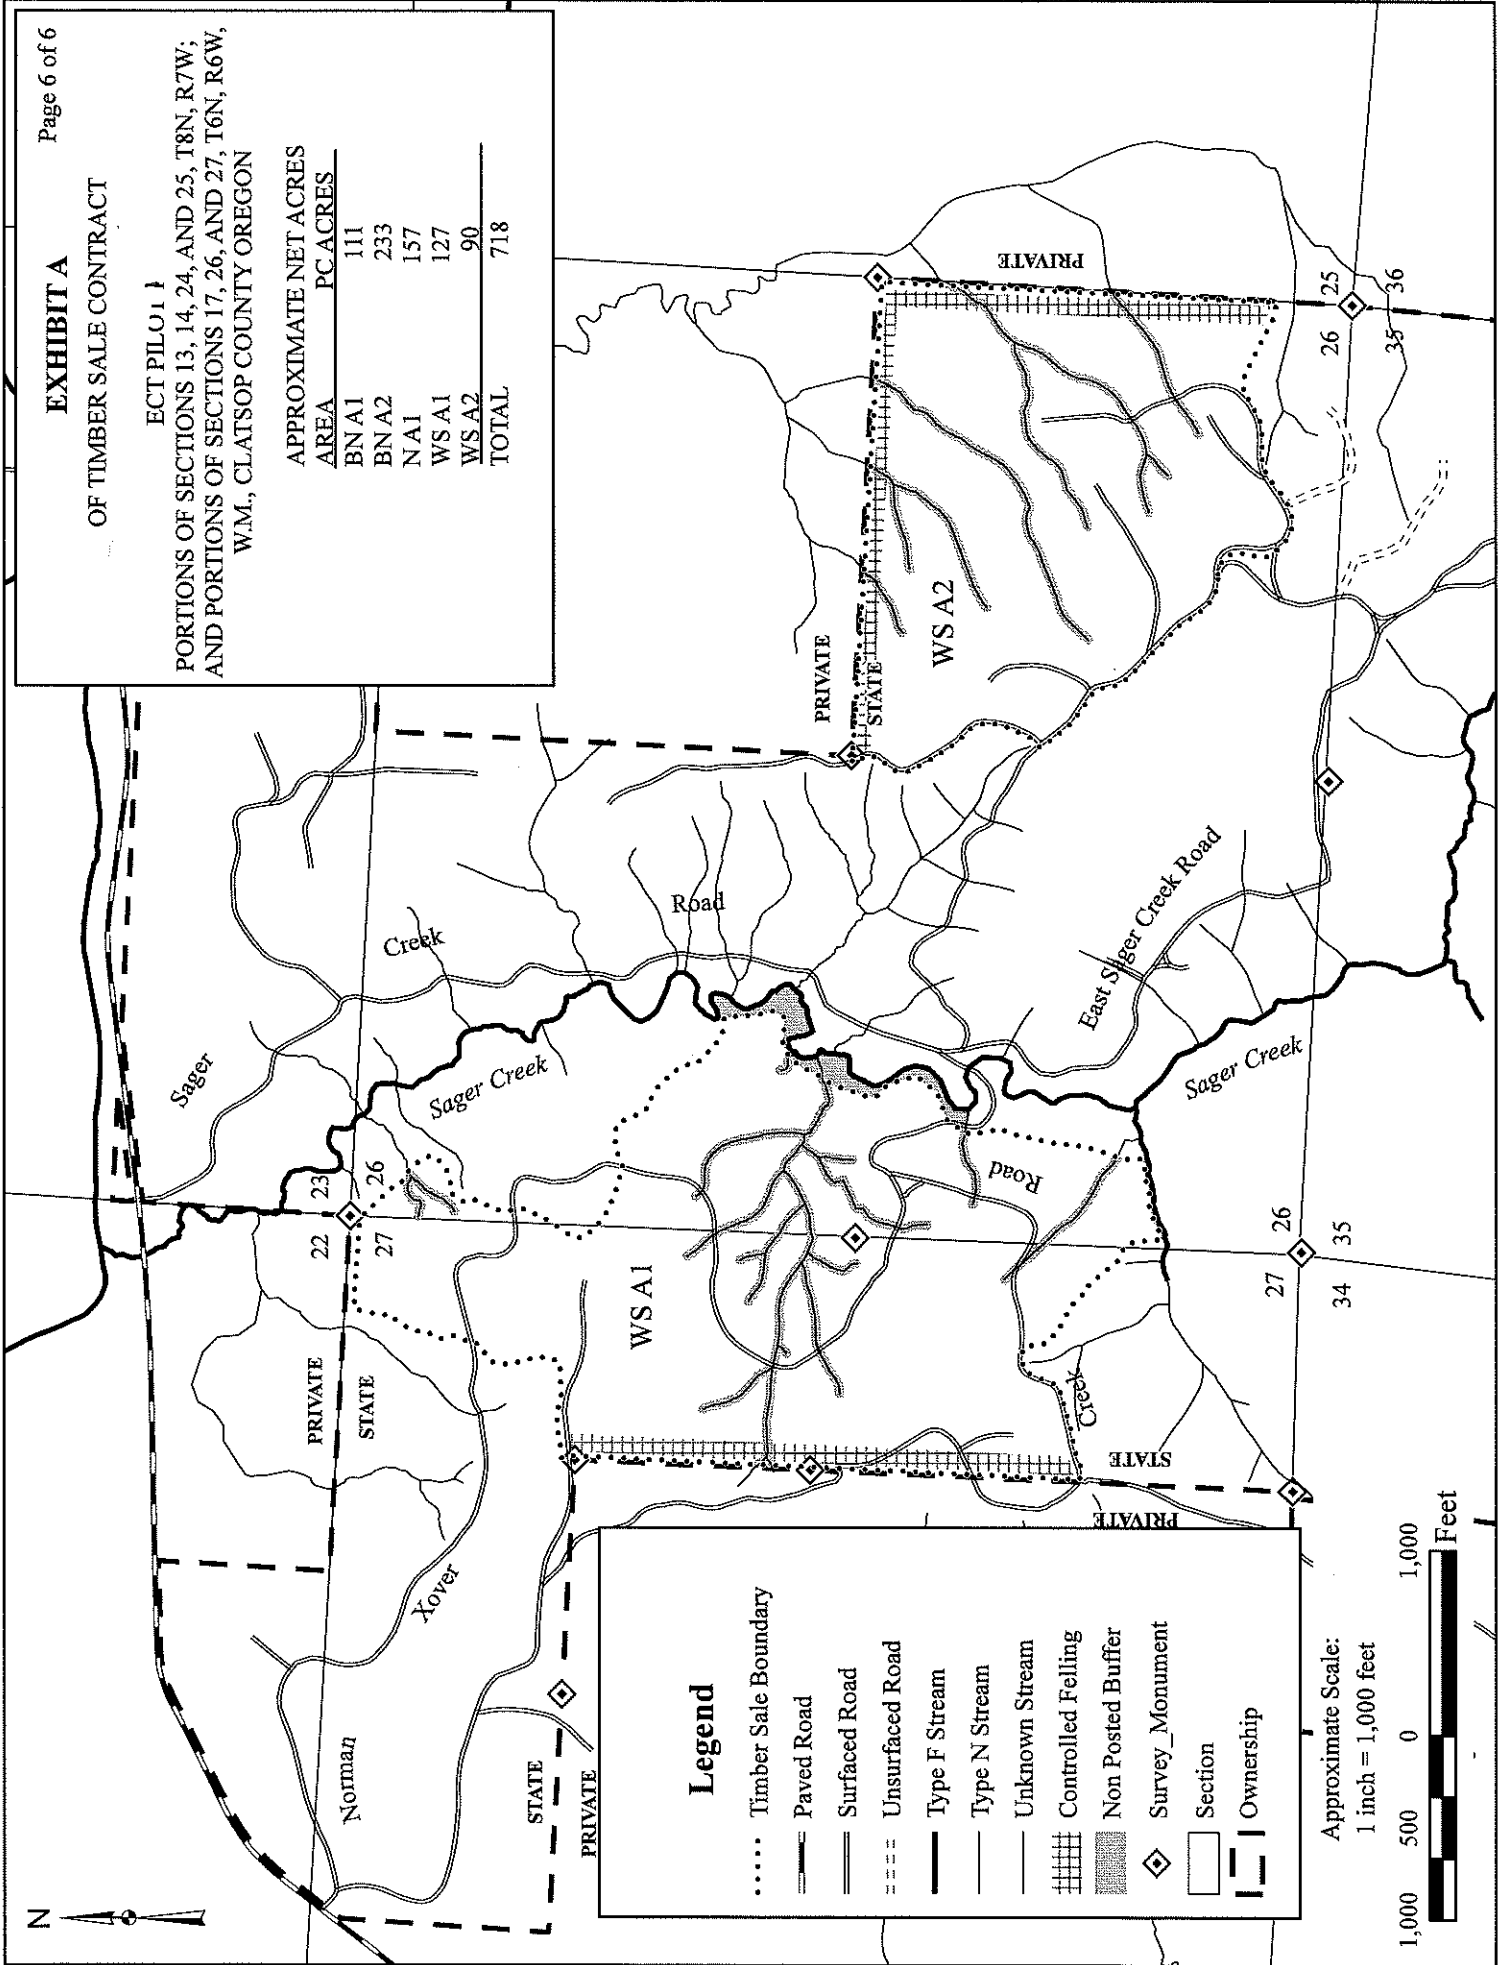 EXHIBIT A
Page 6 of 6
OF TIMBER SALE CONTRACT
ECT PILOT
PORTIONS OF SECTIONS 13, 14, 24, AND 25, T8N, R7W;
AND PORTIONS OF SECTIONS 17, 26, AND 27, T6N, R6W,
W.M., CLATSOP COUNTY OREGON
APPROXIMATE NET ACRES
AREA PC ACRES
BN A1 111
BN A2 233
N A1 157
WS A1 127
WS A2 90
TOTAL 718
N
Norman
Xover
Sager
Creek
Road
Sager Creek
PRIVATE
STATE
22 23
27 26
STATE
PRIVATE
WS A1
PRIVATE
STATE
WS A2
PRIVATE
Road
Creek
STATE
PRIVATE
East Sager Creek Road
Sager Creek
27 26
34 35
26 25
35 36
Legend
Timber Sale Boundary
Paved Road
Surfaced Road
Unsurfaced Road
Type F Stream
Type N Stream
Unknown Stream
Controlled Felling
Non Posted Buffer
Survey_Monument
Section
Ownership
Approximate Scale:
1 inch = 1,000 feet
1,000 500 0 1,000
Feet